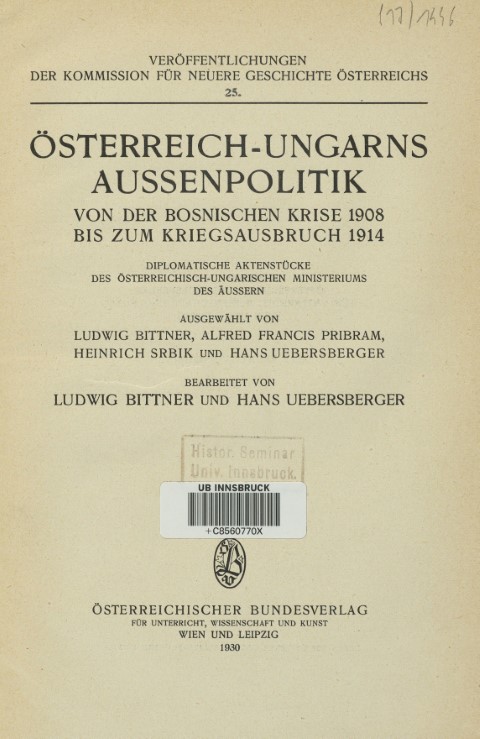 (17)/1446
VERÖFFENTLICHUNGEN
DER KOMMISSION FÜR NEUERE GESCHICHTE ÖSTERREICHS
25.
ÖSTERREICH-UNGARNS
AUSSENPOLITIK
VON DER BOSNISCHEN KRISE 1908
BIS ZUM KRIEGSAUSBRUCH 1914
DIPLOMATISCHE AKTENSTÜCKE
DES ÖSTERREICHISCH-UNGARISCHEN MINISTERIUMS
DES ÄUSSERN
AUSGEWÄHLT VON
LUDWIG BITTNER, ALFRED FRANCIS PRIBRAM,
HEINRICH SRBIK UND HANS UEBERSBERGER
BEARBEITET VON
LUDWIG BITTNER UND HANS UEBERSBERGER
Histor. Seminar
Univ. Innsbruck.
UB INNSBRUCK
+C8560770X
ÖSTERREICHISCHER BUNDESVERLAG
FÜR UNTERRICHT, WISSENSCHAFT UND KUNST
WIEN UND LEIPZIG
1930